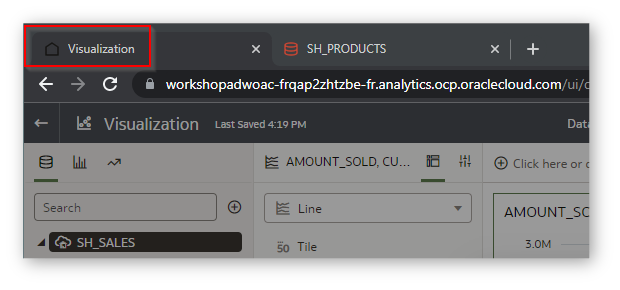 Visualization
SH_PRODUCTS
workshopadwoac-frqap2zhtzbe-fr.analytics.ocp.oraclecloud.com/ui/
Visualization Last Saved 4:19 PM
Data
AMOUNT_SOLD, CU...
Click here or
Search
Line
AMOUNT_SO
SH_SALES
50
Tile
3.0M